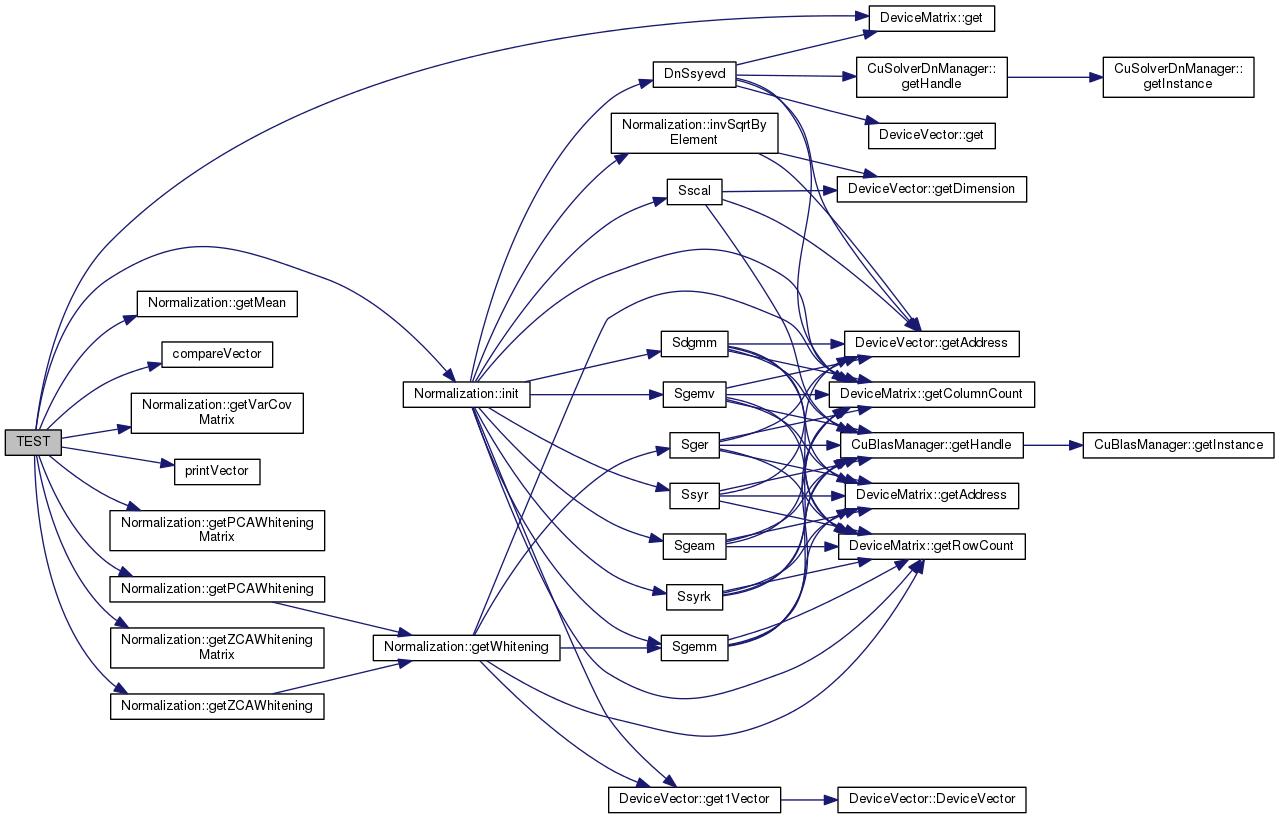 TEST
Normalization::getMean
compareVector
Normalization::getVarCov
Matrix
printVector
Normalization::getPCAWhitening
Matrix
Normalization::getPCAWhitening
Normalization::getZCAWhitening
Matrix
Normalization::getZCAWhitening
Normalization::init
Normalization::getWhitening
DnSsyevd
Normalization::invSqrtBy
Element
Sscal
Sdgmm
Sgemv
Sger
Ssyr
Sgeam
Ssyrk
Sgemm
DeviceVector::get1Vector
DeviceMatrix::get
CuSolverDnManager::
getHandle
DeviceVector::get
DeviceVector::getDimension
DeviceVector::getAddress
DeviceMatrix::getColumnCount
CuBlasManager::getHandle
DeviceMatrix::getAddress
DeviceMatrix::getRowCount
DeviceVector::DeviceVector
CuSolverDnManager::
getInstance
CuBlasManager::getInstance